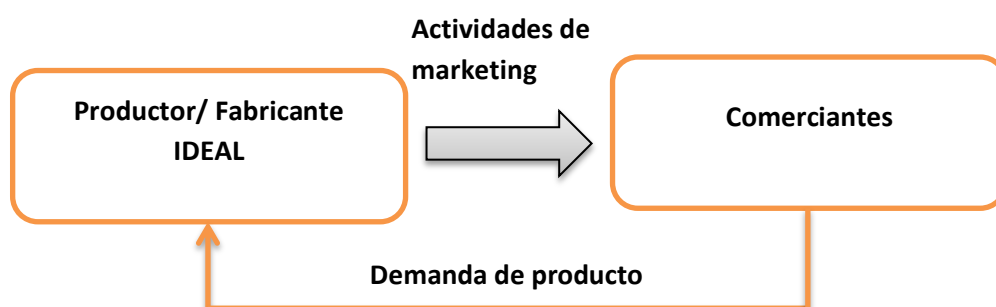 Actividades de
marketing
Productor/ Fabricante
IDEAL
Comerciantes
Demanda de producto